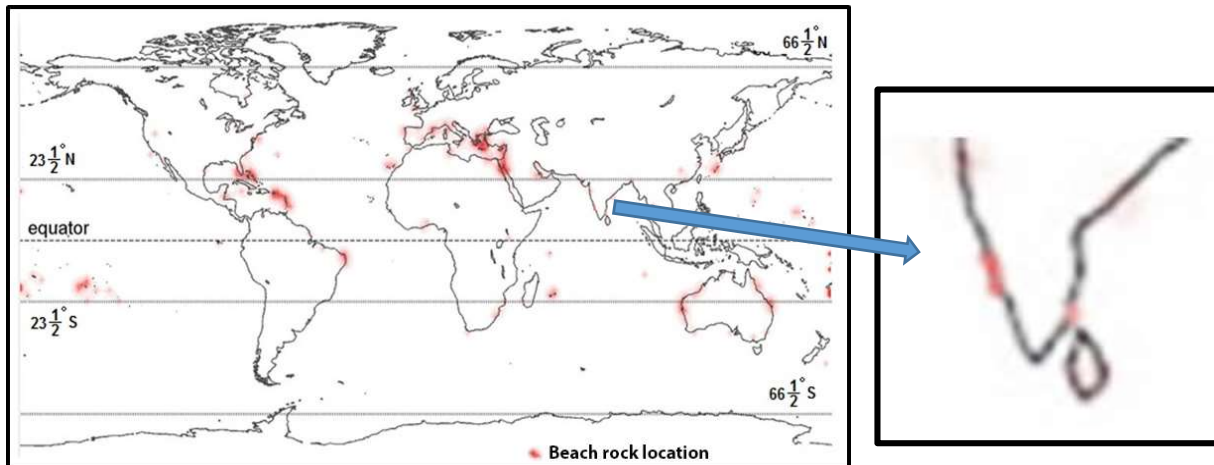 66 1/2° N
23 1/2° N
equator
23 1/2° S
66 1/2° S
Beach rock location